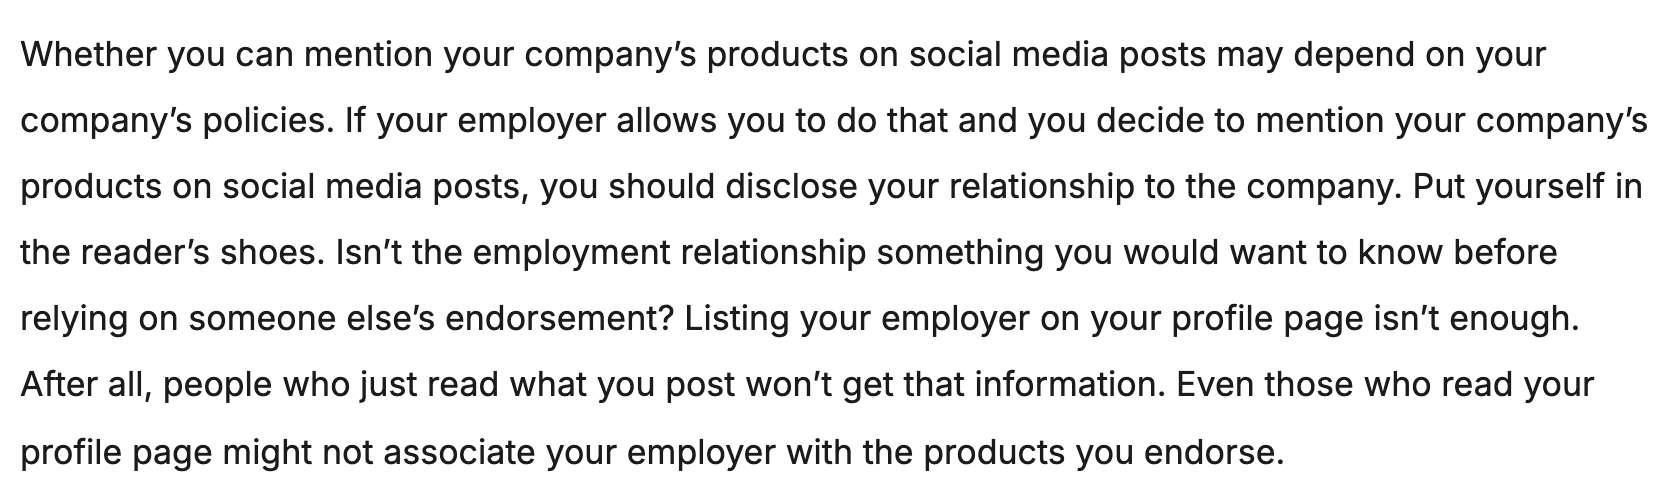 Whether you can mention your company’s products on social media posts may depend on your
company’s policies. If your employer allows you to do that and you decide to mention your company’s
products on social media posts, you should disclose your relationship to the company. Put yourself in
the reader’s shoes. Isn’t the employment relationship something you would want to know before
relying on someone else’s endorsement? Listing your employer on your profile page isn’t enough.
After all, people who just read what you post won’t get that information. Even those who read your
profile page might not associate your employer with the products you endorse.